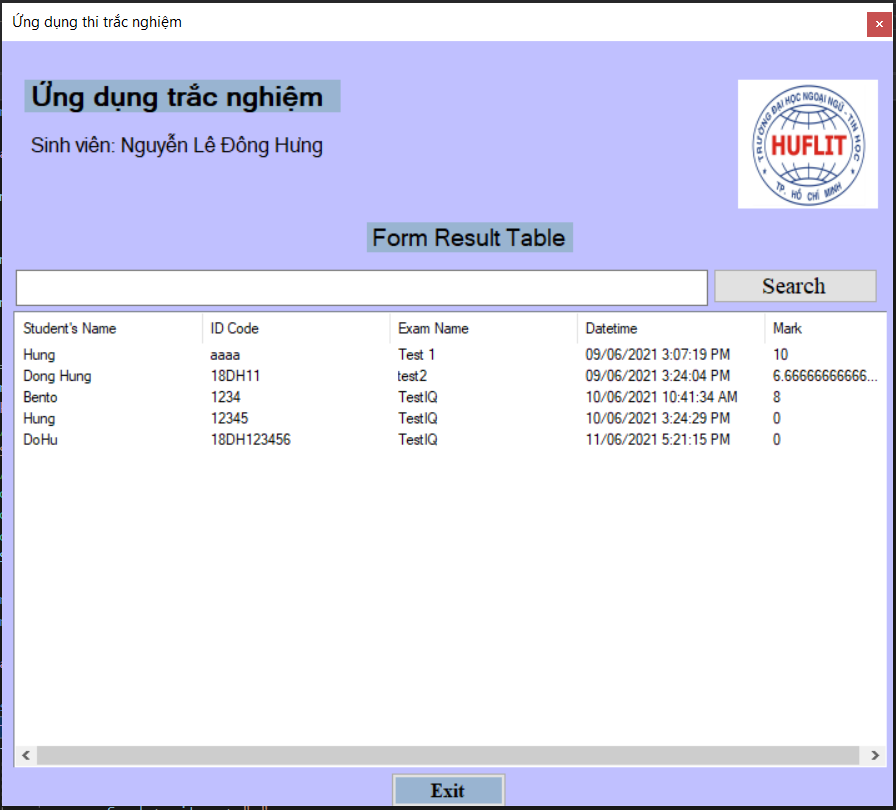 Ứng dụng thi trắc nghiệm
Ứng dụng trắc nghiệm
Sinh viên: Nguyễn Lê Đông Hưng
TRƯỜNG ĐẠI HỌC NGOẠI NGỮ - TIN HỌC
HUFLIT
TP. HỒ CHÍ MINH
Form Result Table
Search
Student's Name ID Code Exam Name Datetime Mark
Hung aaaa Test 1 09/06/2021 3:07:19 PM 10
Dong Hung 18DH11 test2 09/06/2021 3:24:04 PM 6.66666666666...
Bento 1234 TestIQ 10/06/2021 10:41:34 AM 8
Hung 12345 TestIQ 10/06/2021 3:24:29 PM 0
DoHu 18DH123456 TestIQ 11/06/2021 5:21:15 PM 0
Exit